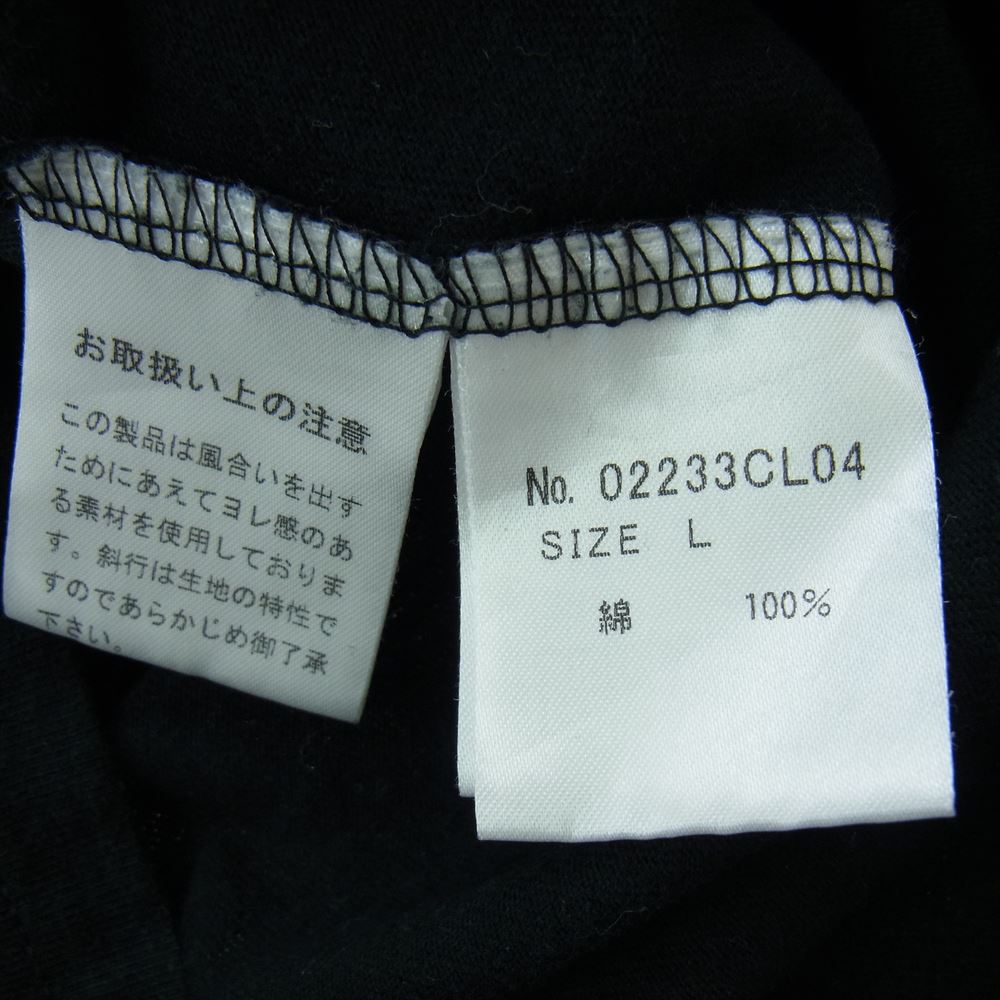 お取扱い上の注意
この製品は風合いを出す
ためにあえてヨレ感のあ
る素材を使用しておりま
す。斜行は生地の特性で
すのであらかじめ御了承
下さい。
No. 02233CL04
SIZE L
綿 100%